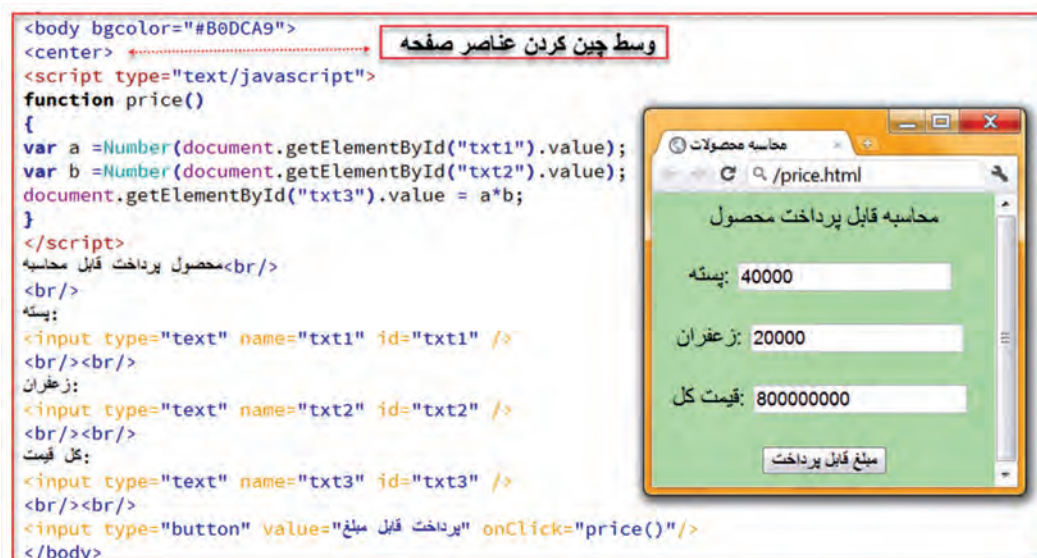 <body bgcolor="#B0DCA9">
<center>
وسط چین کردن عناصر صفحه
<script type="text/javascript">
function price()
{
var a =Number(document.getElementById("txt1").value);
var b =Number(document.getElementById("txt2").value);
document.getElementById("txt3").value = a*b;
}
</script>
محصول پرداخت قابل محاسبه<br/>
<br/>
پسته:
<input type="text" name="txt1" id="txt1" />
<br/><br/>
زعفران:
<input type="text" name="txt2" id="txt2" />
<br/><br/>
کل قیمت:
<input type="text" name="txt3" id="txt3" />
<br/><br/>
<input type="button" value="پرداخت قابل مبلغ" onClick="price()"/>
</body>
محاسبه محصولات
/price.html
محاسبه قابل پرداخت محصول
پسته: 40000
زعفران: 20000
قیمت کل: 800000000
مبلغ قابل پرداخت